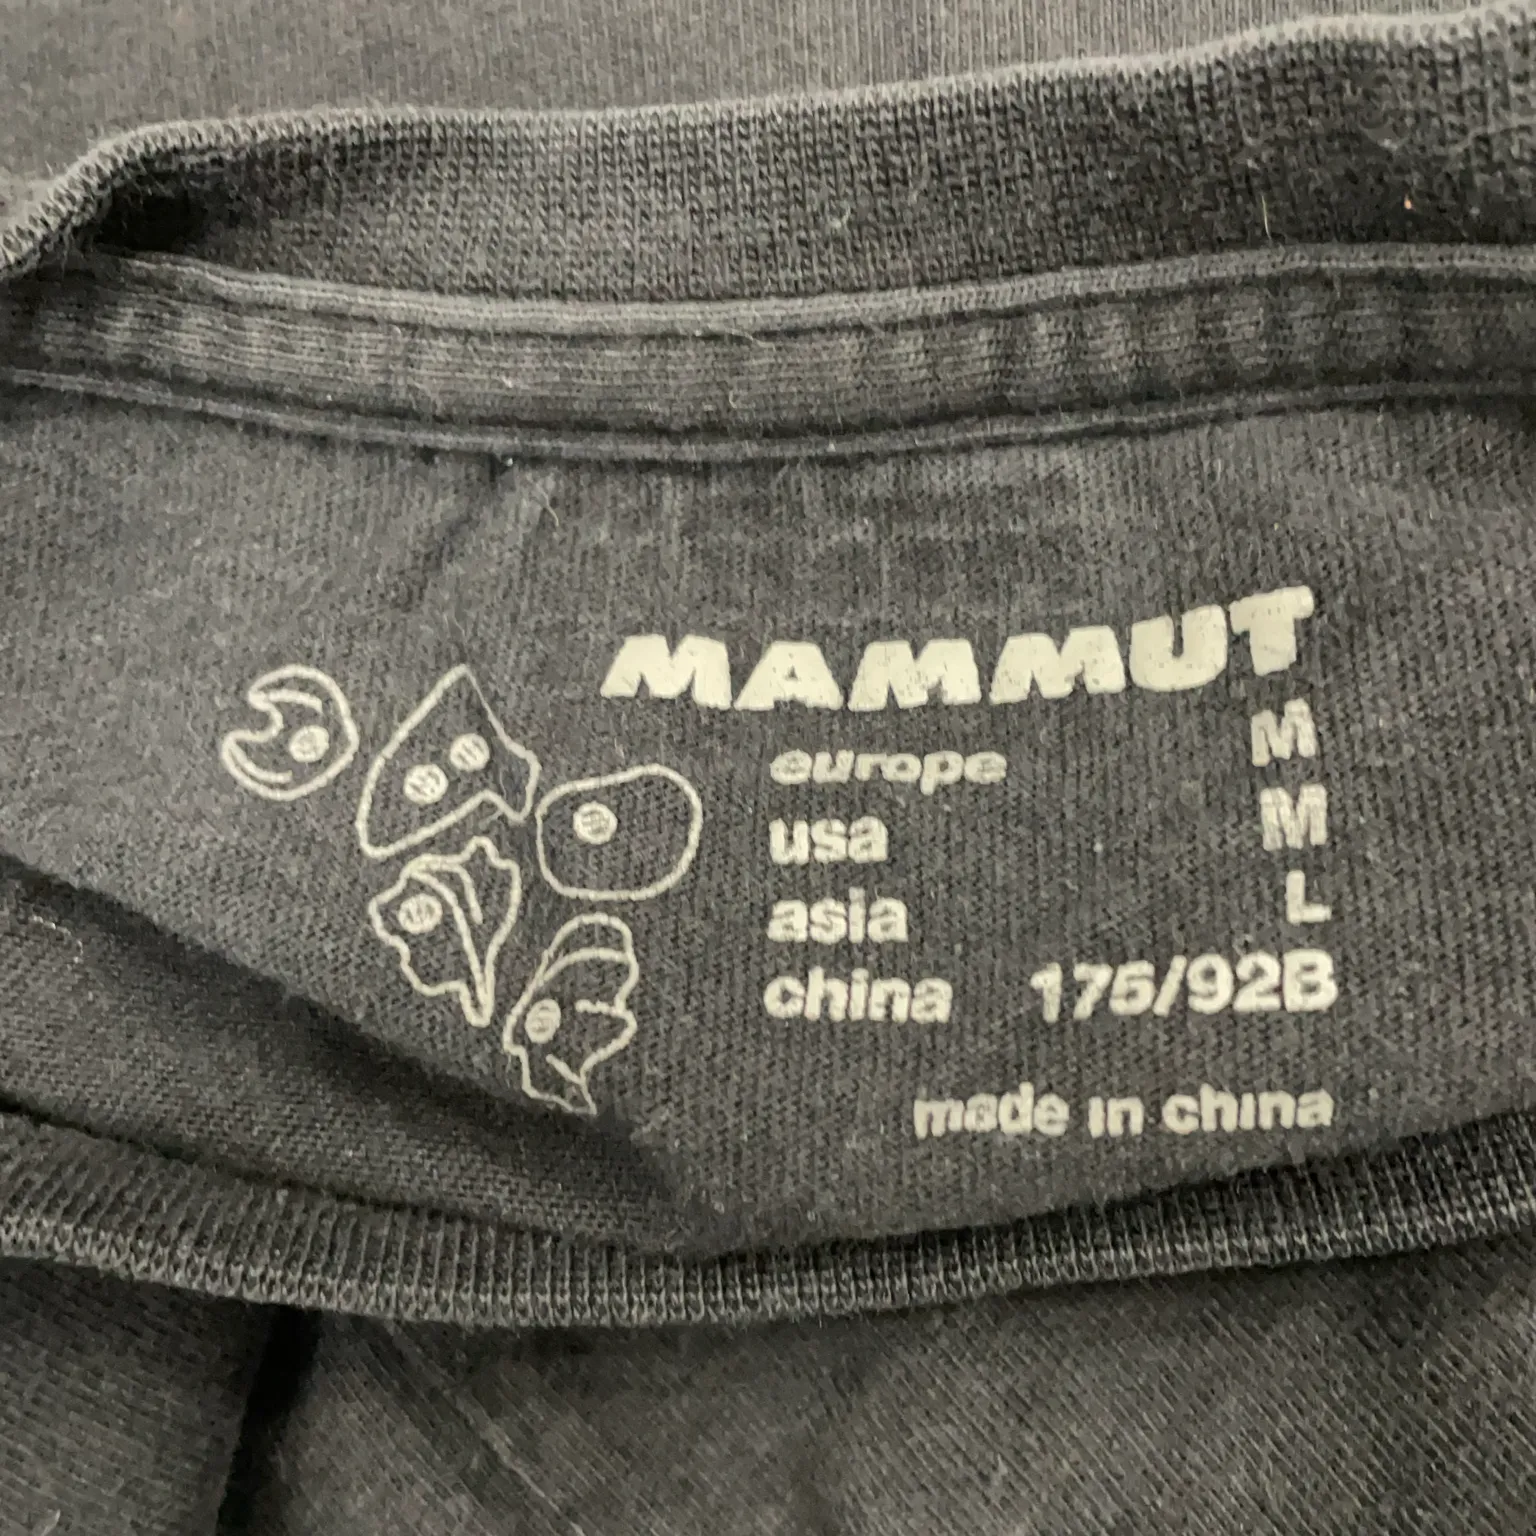 MAMMUT
europe M
usa M
asia L
china 175/92B
made in china